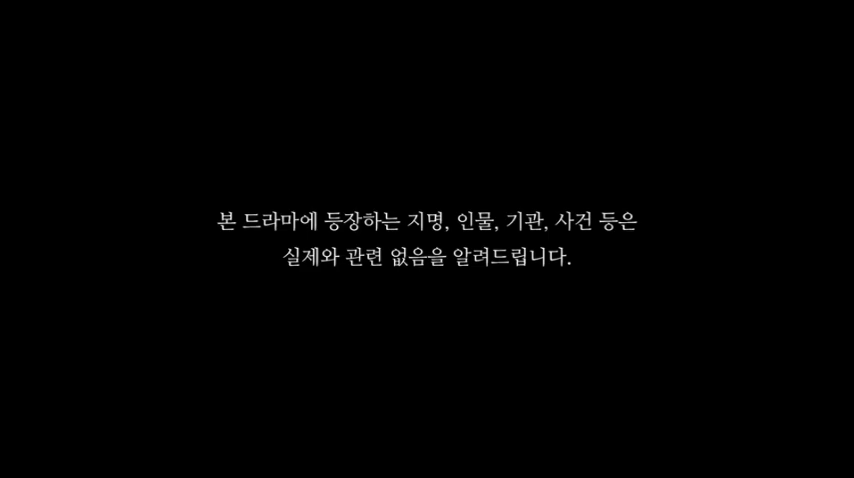 본 드라마에 등장하는 지명, 인물, 기관, 사건 등은
실제와 관련 없음을 알려드립니다.